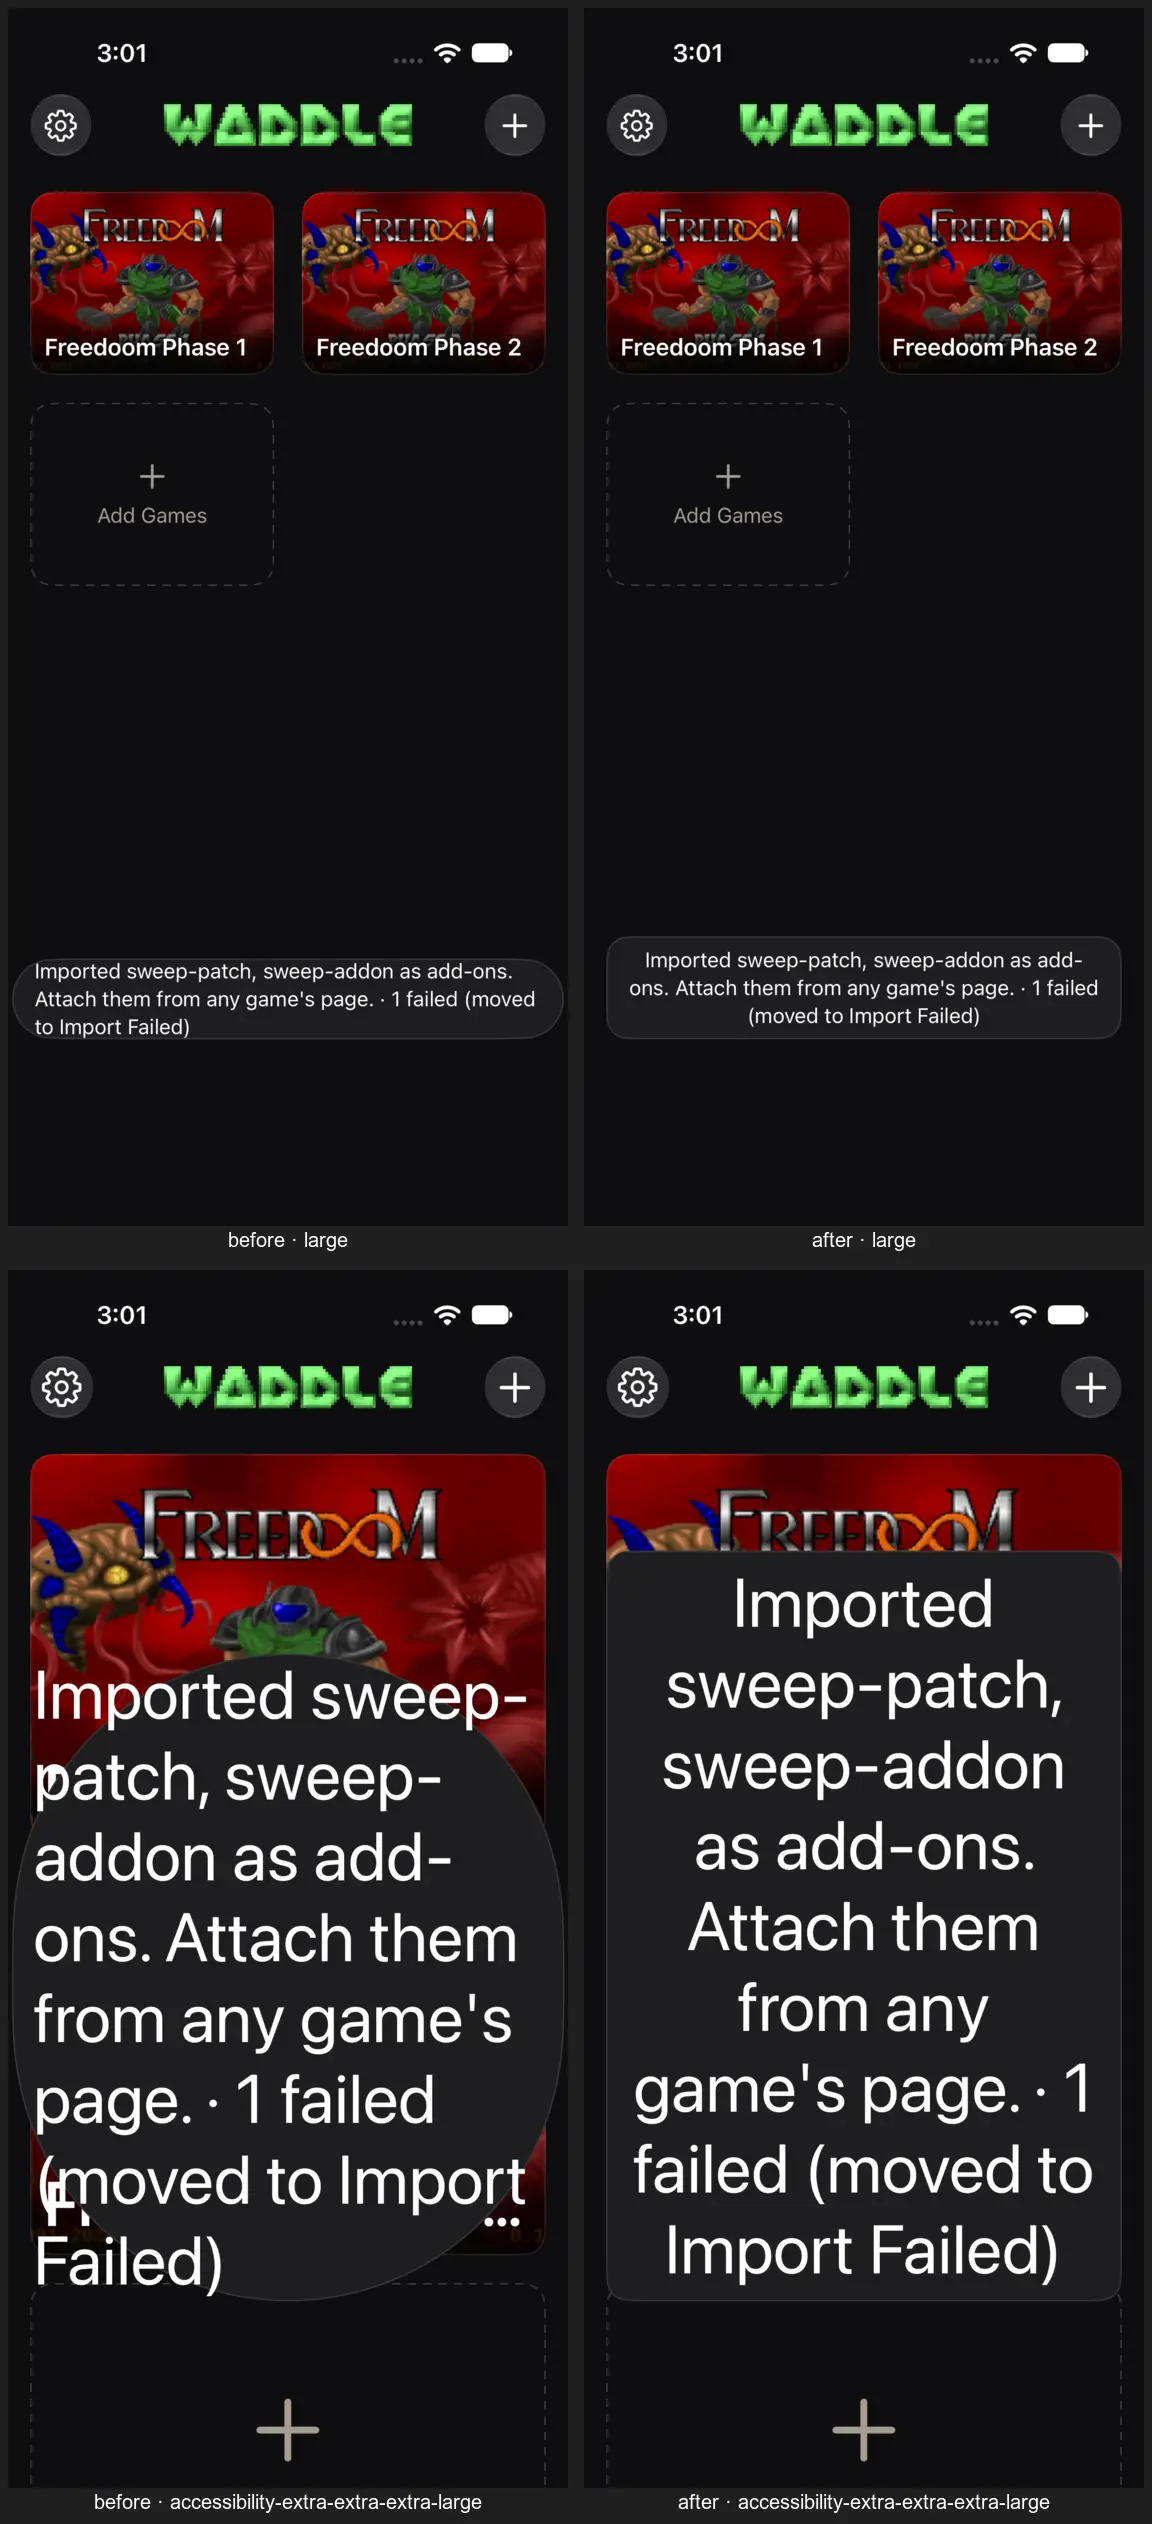 3:01
WADDLE
FREEDOOM
FREEDOOM
Freedoom Phase 1
Freedoom Phase 2
Add Games
Imported sweep-patch, sweep-addon as add-ons.
Attach them from any game's page. · 1 failed (moved
to Import Failed)
before · large
3:01
WADDLE
FREEDOOM
FREEDOOM
Freedoom Phase 1
Freedoom Phase 2
Add Games
Imported sweep-patch, sweep-addon as add-
ons. Attach them from any game's page. · 1 failed
(moved to Import Failed)
after · large
3:01
WADDLE
FREEDOOM
Imported sweep-
patch, sweep-
addon as add-
ons. Attach them
from any game's
page. · 1 failed
(moved to Import
Failed)
before · accessibility-extra-extra-extra-large
3:01
WADDLE
FREEDOOM
Imported
sweep-patch,
sweep-addon
as add-ons.
Attach them
from any
game's page. · 1
failed (moved to
Import Failed)
after · accessibility-extra-extra-extra-large